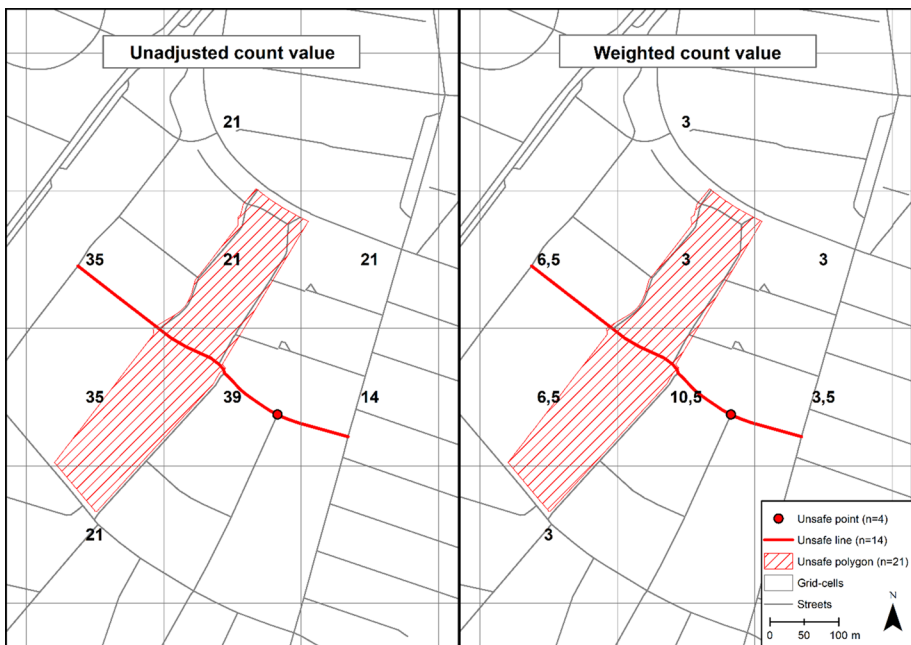 Unadjusted count value
21
35
21
21
35
39
14
21
Weighted count value
3
6,5
3
3
6,5
10,5
3,5
3
Unsafe point (n=4)
Unsafe line (n=14)
Unsafe polygon (n=21)
Grid-cells
Streets
N
0 50 100 m